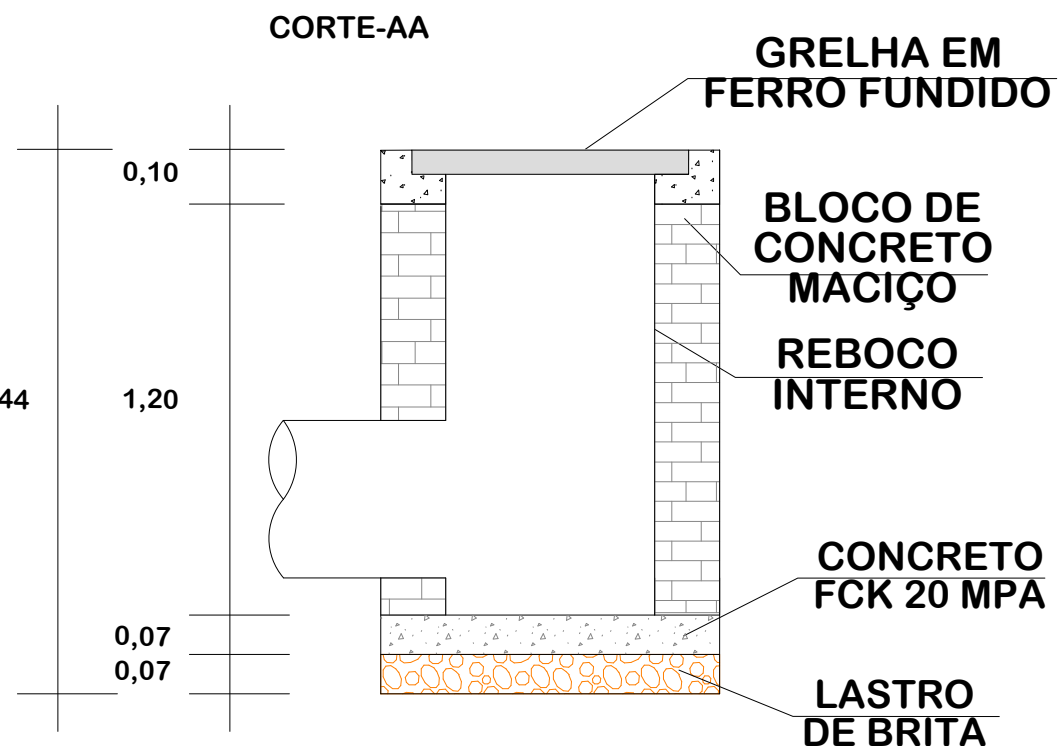 CORTE-AA
GRELHA EM
FERRO FUNDIDO
0,10
BLOCO DE
CONCRETO
MACIÇO
REBOCO
INTERNO
44
1,20
CONCRETO
FCK 20 MPA
0,07
0,07
LASTRO
DE BRITA